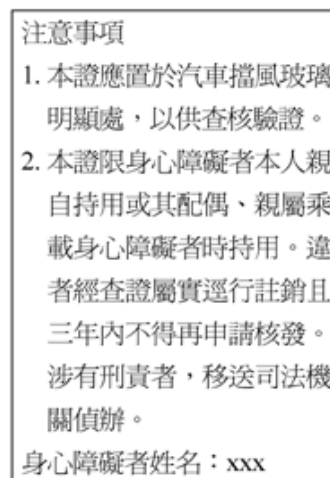 注意事項
1. 本證應置於汽車擋風玻璃
明顯處，以供查核驗證。
2. 本證限身心障礙者本人親
自持用或其配偶、親屬乘
載身心障礙者時持用。違
者經查證屬實逕行註銷且
三年內不得再申請核發。
涉有刑責者，移送司法機
關偵辦。
身心障礙者姓名：xxx